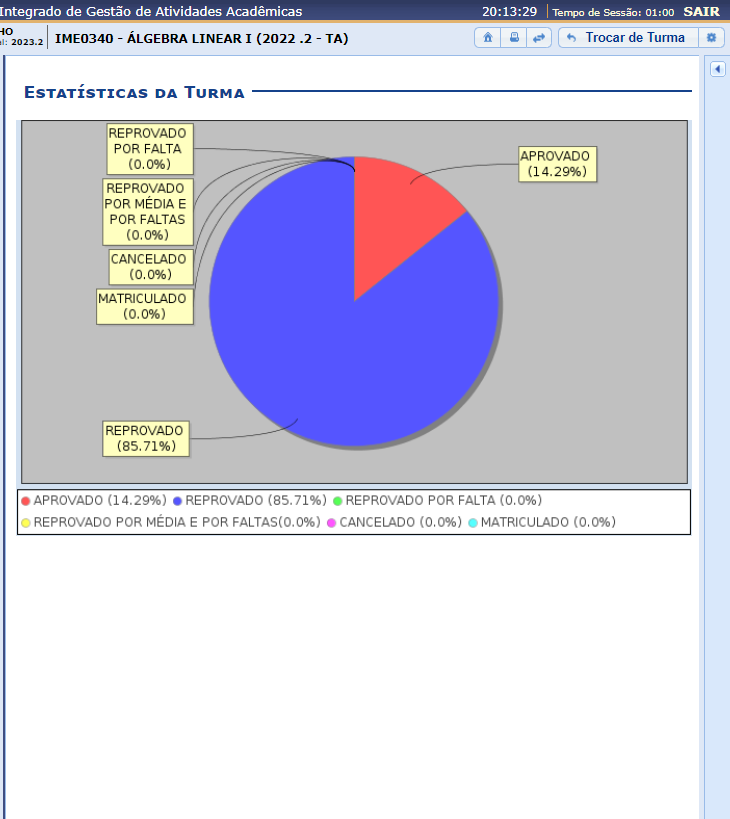 Integrado de Gestão de Atividades Acadêmicas 20:13:29 Tempo de Sessão: 01:00 SAIR
HO
el: 2023.2 IME0340 - ÁLGEBRA LINEAR I (2022 .2 - TA) Trocar de Turma
ESTATÍSTICAS DA TURMA
REPROVADO
POR FALTA
(0.0%)
APROVADO
(14.29%)
REPROVADO
POR MÉDIA E
POR FALTAS
(0.0%)
CANCELADO
(0.0%)
MATRICULADO
(0.0%)
REPROVADO
(85.71%)
APROVADO (14.29%) REPROVADO (85.71%) REPROVADO POR FALTA (0.0%)
REPROVADO POR MÉDIA E POR FALTAS(0.0%) CANCELADO (0.0%) MATRICULADO (0.0%)